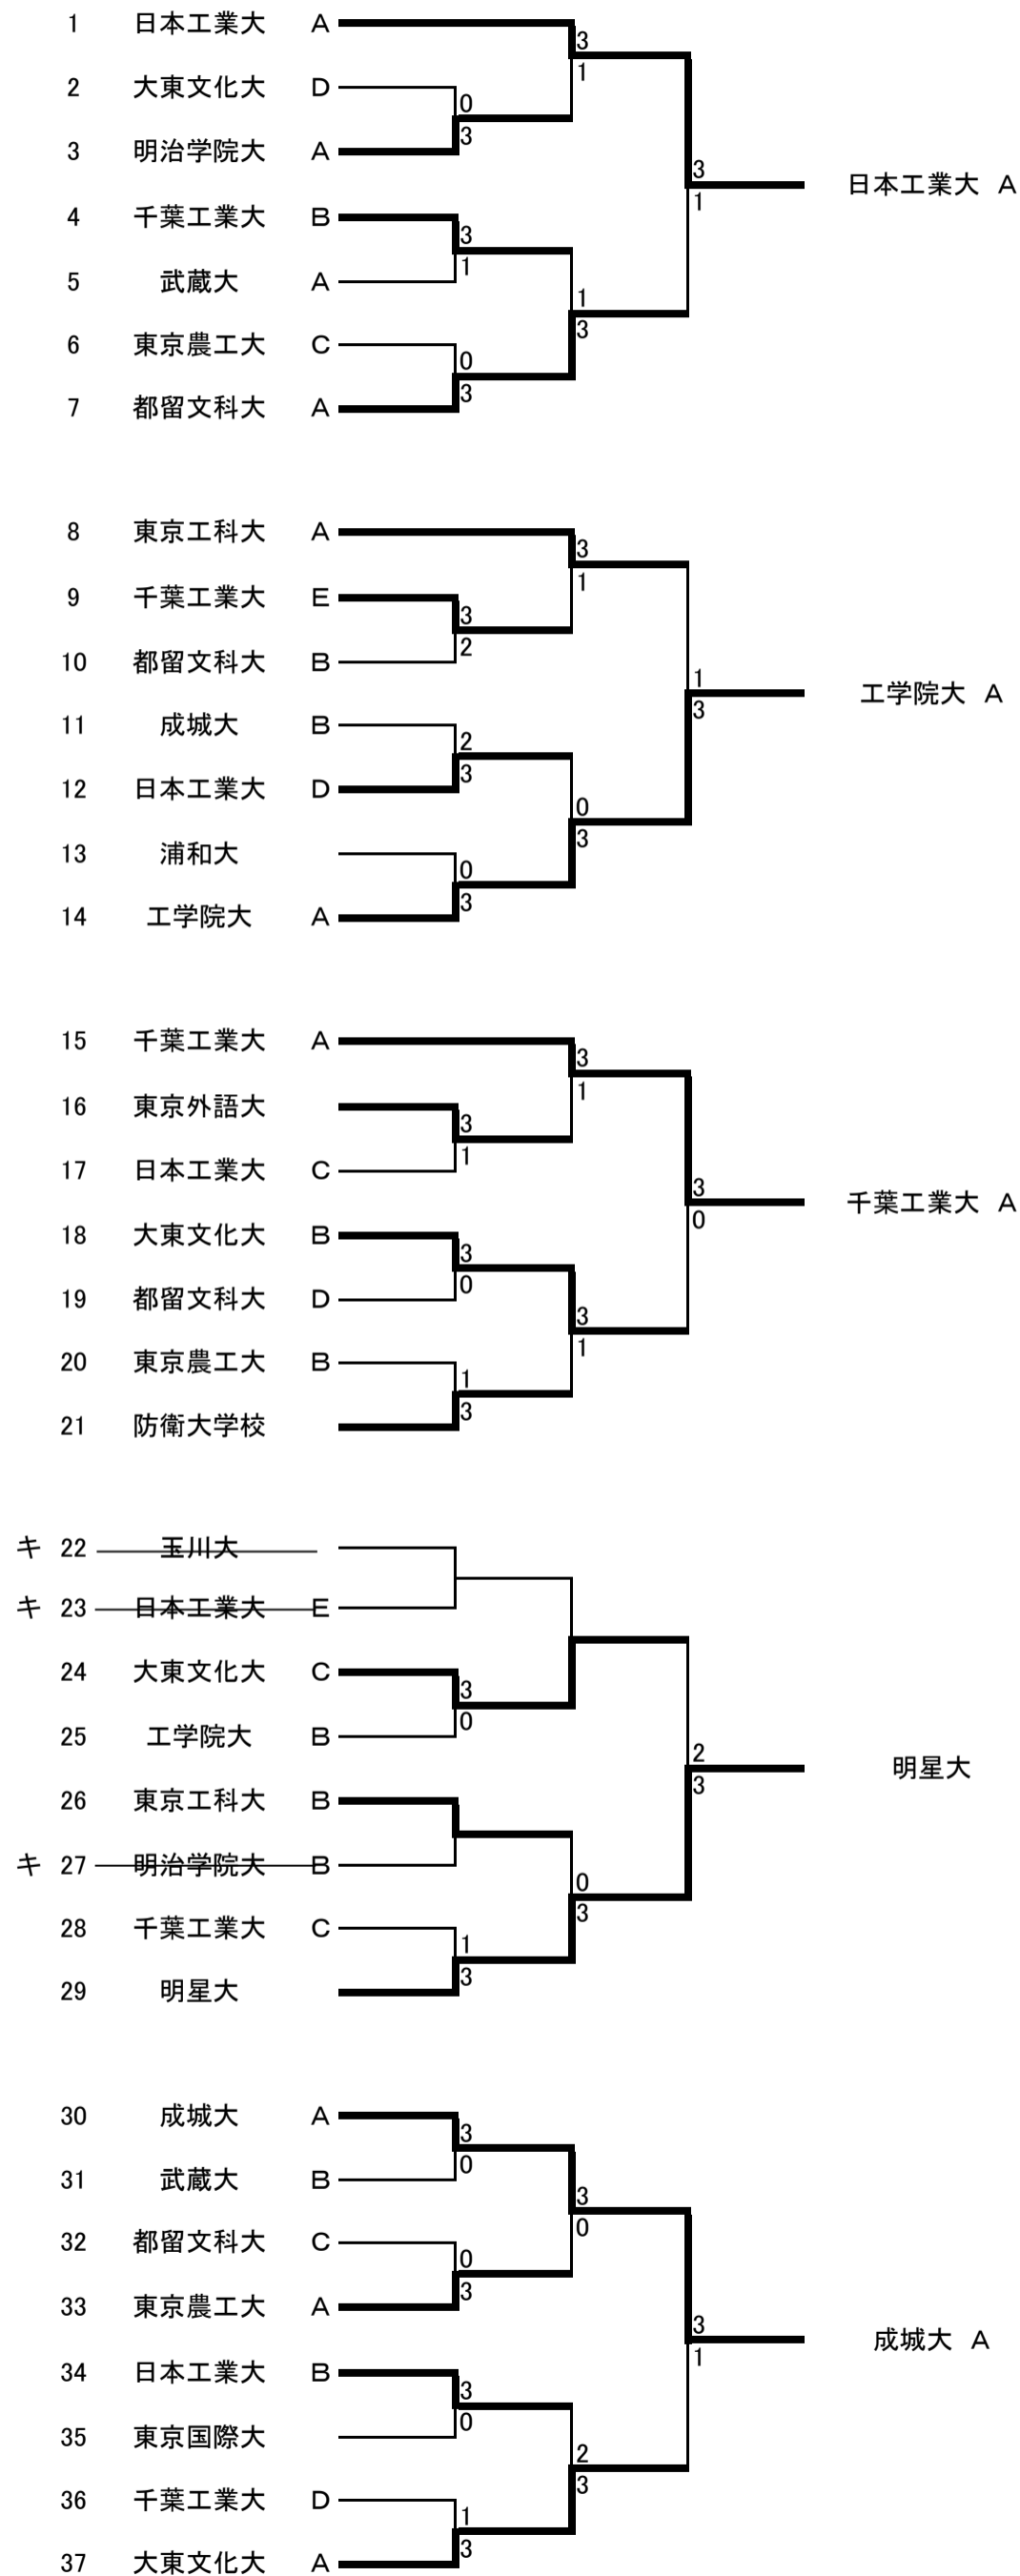 1 日本工業大 A
3
1
2 大東文化大 D
0
3
3 明治学院大 A
3
1
日本工業大 A
4 千葉工業大 B
3
1
5 武蔵大 A
1
3
6 東京農工大 C
0
3
7 都留文科大 A
8 東京工科大 A
3
1
9 千葉工業大 E
3
2
10 都留文科大 B
1
3
工学院大 A
11 成城大 B
2
3
12 日本工業大 D
0
3
13 浦和大
0
3
14 工学院大 A
15 千葉工業大 A
3
1
16 東京外語大
3
1
17 日本工業大 C
3
0
千葉工業大 A
18 大東文化大 B
3
0
19 都留文科大 D
3
1
20 東京農工大 B
1
3
21 防衛大学校
キ 22 玉川大
キ 23 日本工業大 E
24 大東文化大 C
3
0
25 工学院大 B
2
3
明星大
26 東京工科大 B
キ 27 明治学院大 B
0
3
28 千葉工業大 C
1
3
29 明星大
30 成城大 A
3
0
31 武蔵大 B
3
0
32 都留文科大 C
0
3
33 東京農工大 A
3
1
成城大 A
34 日本工業大 B
3
0
35 東京国際大
2
3
36 千葉工業大 D
1
3
37 大東文化大 A